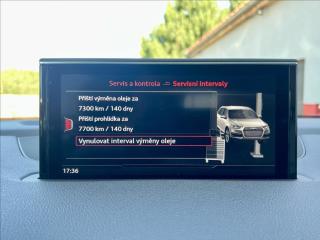 Servis a kontrola Servisní intervaly
Příští výměna oleje za
7300 km / 140 dny
Příští prohlídka za
7700 km / 140 dny
Vynulovat interval výměny oleje
17:36